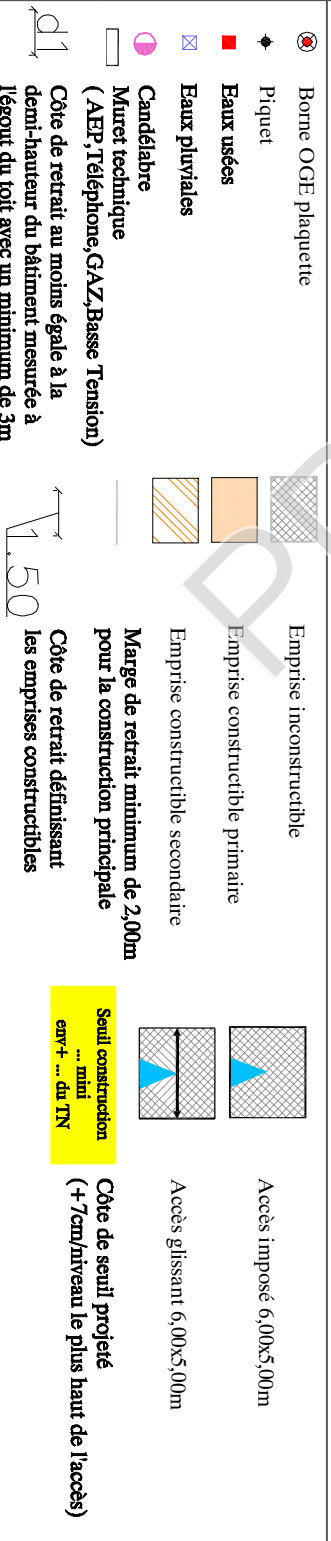 Borne OGE plaquette
Piquet
Eaux usées
Eaux pluviales
Candélabre
Muret technique
( AEP,Téléphone,GAZ,Basse Tension)
d1
Côte de retrait au moins égale à la
demi-hauteur du bâtiment mesurée à
l'égout du toit avec un minimum de 3m
Emprise inconstructible
Emprise constructible primaire
Emprise constructible secondaire
Marge de retrait minimum de 2,00m
pour la construction principale
1.50
Côte de retrait définissant
les emprises constructibles
Accès imposé 6,00x5,00m
Accès glissant 6,00x5,00m
Seuil construction
... mini
env+ ... du TN
Côte de seuil projeté
(+7cm/niveau le plus haut de l'accès)